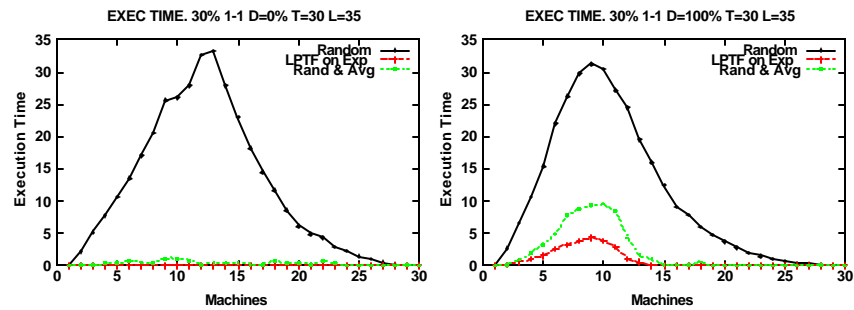 EXEC TIME. 30% 1-1 D=0% T=30 L=35
35
30
25
20
15
10
5
0
Execution Time
Random
LPTF on Exp
Rand & Avg
0 5 10 15 20 25 30
Machines
EXEC TIME. 30% 1-1 D=100% T=30 L=35
35
30
25
20
15
10
5
0
Execution Time
Random
LPTF on Exp
Rand & Avg
0 5 10 15 20 25 30
Machines